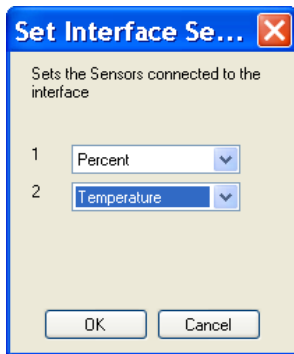 Set Interface Se...
Sets the Sensors connected to the
interface
1 Percent
2 Temperature
OK Cancel